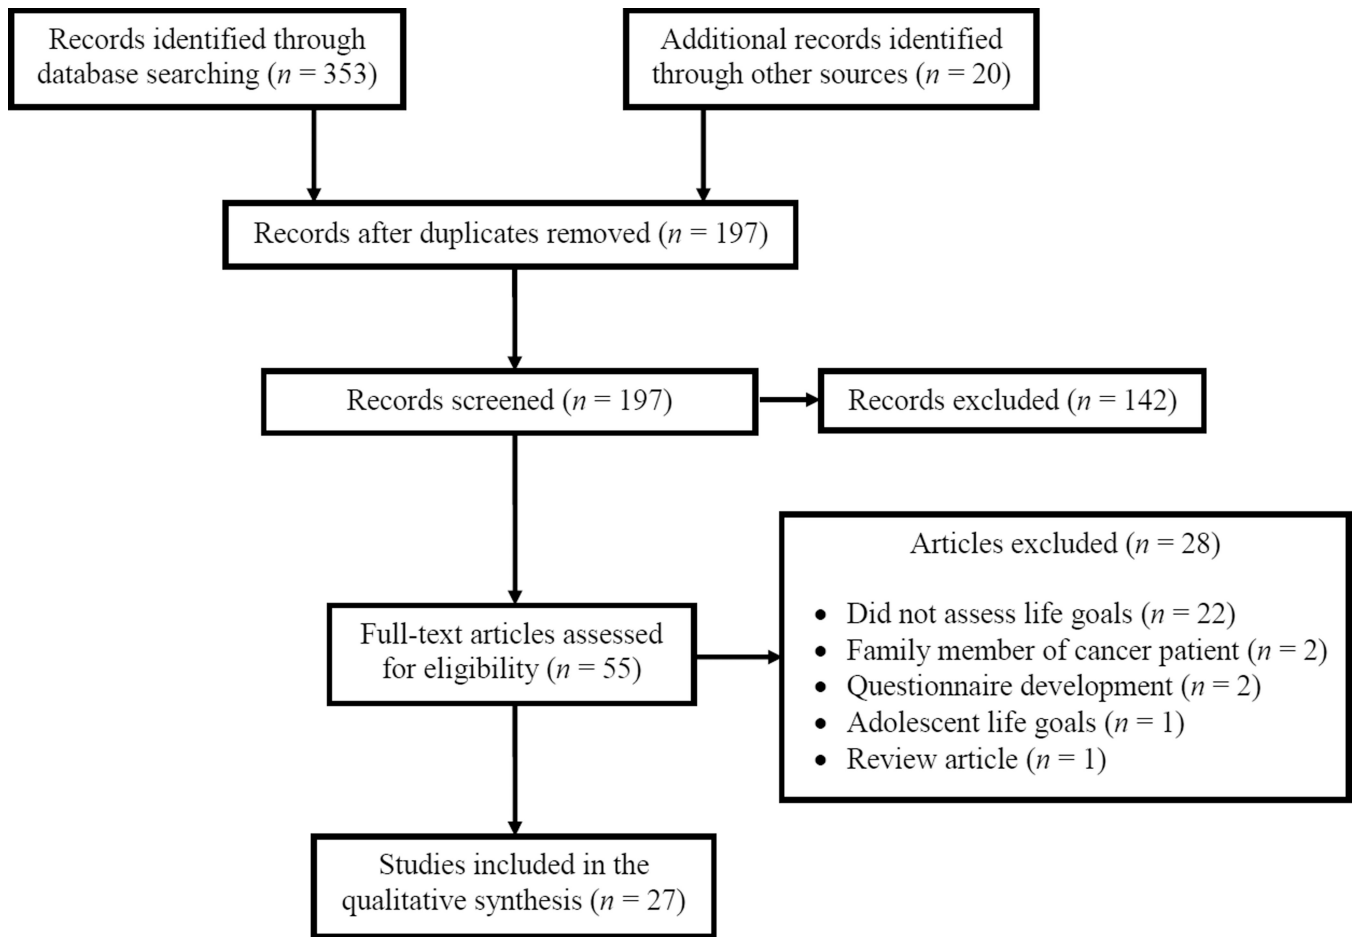 Records identified through
database searching (n = 353)
Additional records identified
through other sources (n = 20)
Records after duplicates removed (n = 197)
Records screened (n = 197)
Records excluded (n = 142)
Full-text articles assessed
for eligibility (n = 55)
Articles excluded (n = 28)
• Did not assess life goals (n = 22)
• Family member of cancer patient (n = 2)
• Questionnaire development (n = 2)
• Adolescent life goals (n = 1)
• Review article (n = 1)
Studies included in the
qualitative synthesis (n = 27)